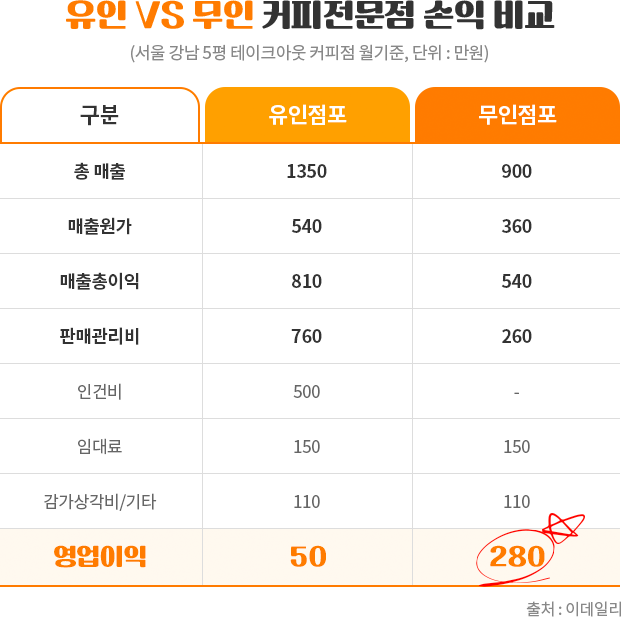 유인 VS 무인 커피전문점 손익 비교
(서울 강남 5평 테이크아웃 커피점 월기준, 단위 : 만원)
구분 유인점포 무인점포
총 매출 1350 900
매출원가 540 360
매출총이익 810 540
판매관리비 760 260
인건비 500 -
임대료 150 150
감가상각비/기타 110 110
영업이익 50 280
출처 : 이데일리